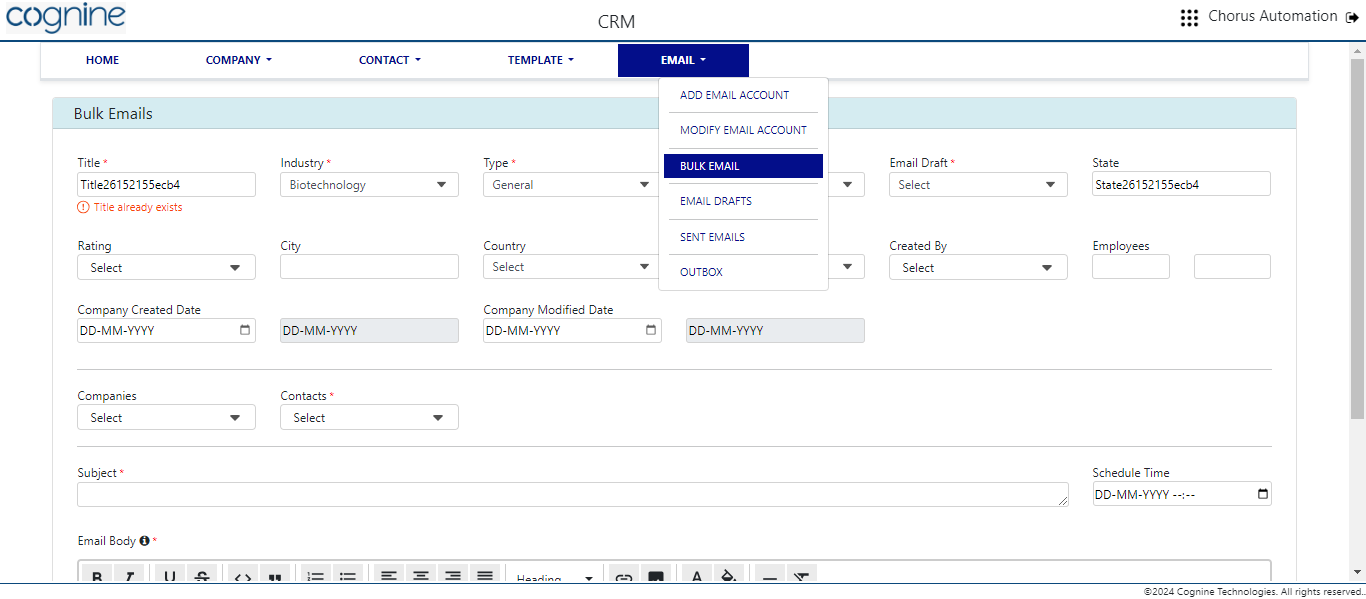 cognine
CRM
Chorus Automation
HOME COMPANY CONTACT TEMPLATE EMAIL
ADD EMAIL ACCOUNT
MODIFY EMAIL ACCOUNT
BULK EMAIL
EMAIL DRAFTS
SENT EMAILS
OUTBOX
Bulk Emails
Title * Industry * Type * Email Draft * State
Title26152155ecb4 Biotechnology General Select State26152155ecb4
Title already exists
Rating City Country Created By Employees
Select Select Select
Company Created Date Company Modified Date
DD-MM-YYYY DD-MM-YYYY DD-MM-YYYY DD-MM-YYYY
Companies Contacts *
Select Select
Subject * Schedule Time
DD-MM-YYYY --:--
Email Body *
Heading
©2024 Cognine Technologies. All rights reserved.